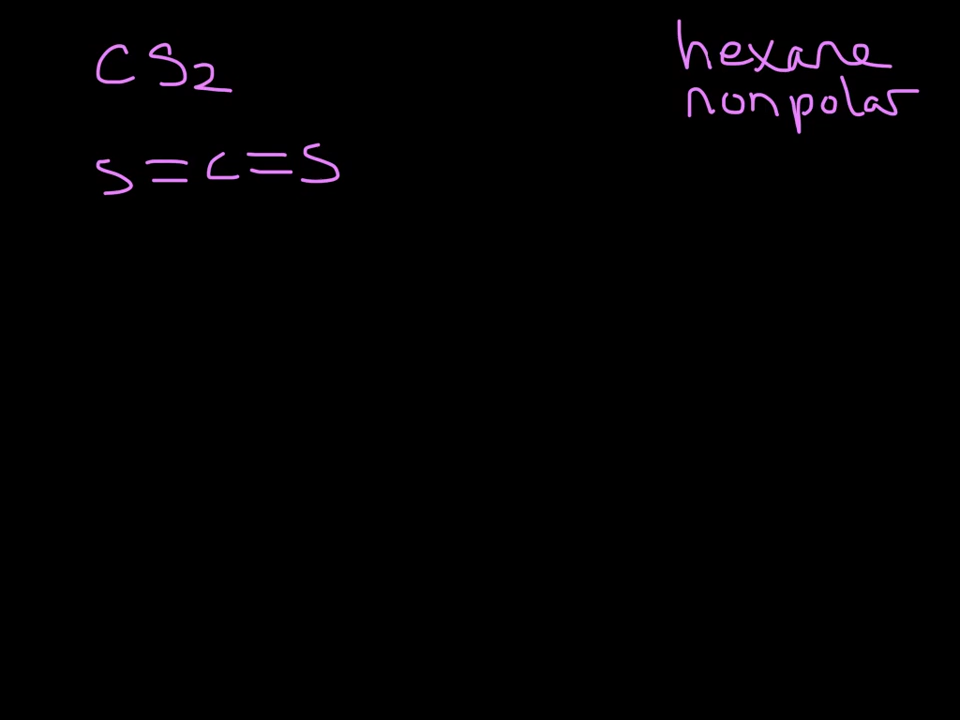 CS₂
S=C=S
hexane
nonpolar